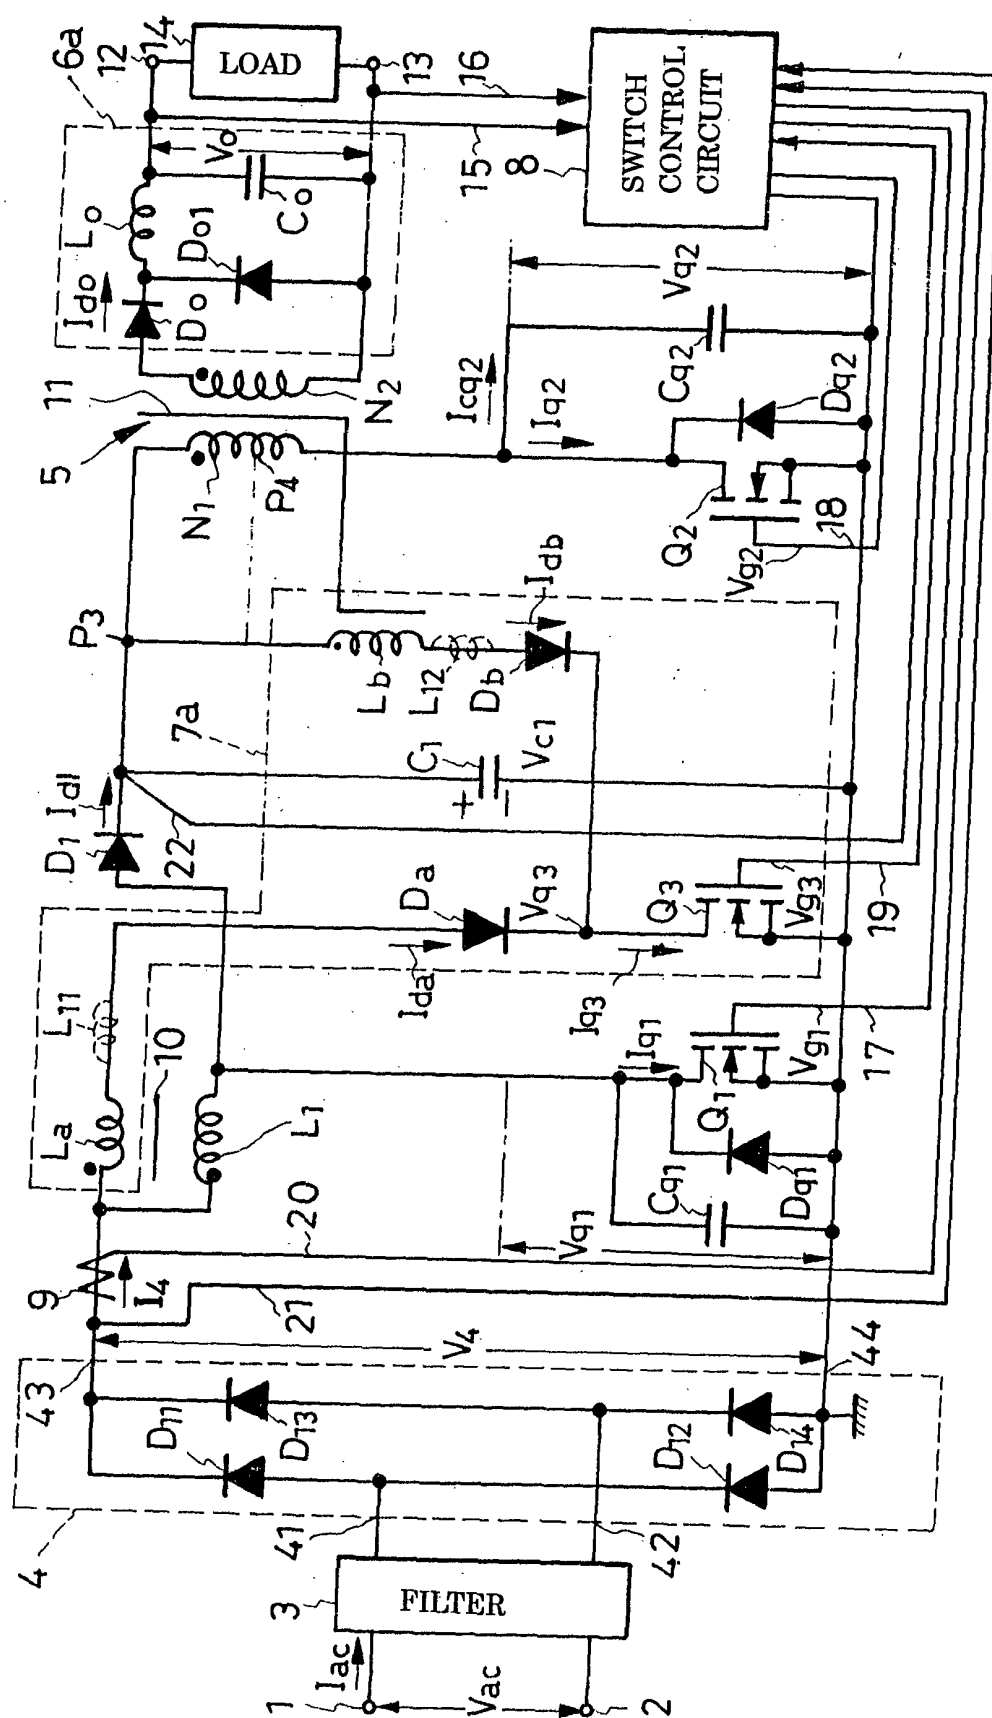 5
11
6a
12
14
LOAD
13
16
15
8
SWITCH
CONTROL
CIRCUIT
Ido
Lo
Do
Do1
Vo
Co
N1
P4
N2
Icq2
Iq2
Vq2
Cq2
Dq2
Q2
Vg2
18
P3
7a
Lb
L12
Db
Idb
D1
Id1
22
C1
+
−
Vc1
Da
Ida
Vq3
Iq3
Q3
Vg3
19
La
L11
10
L1
Iq1
Q1
Vg1
17
Cq1
Dq1
Vq1
9
I4
20
21
V4
43
44
4
D11
D13
D12
D14
41
42
3
FILTER
1
Iac
Vac
2